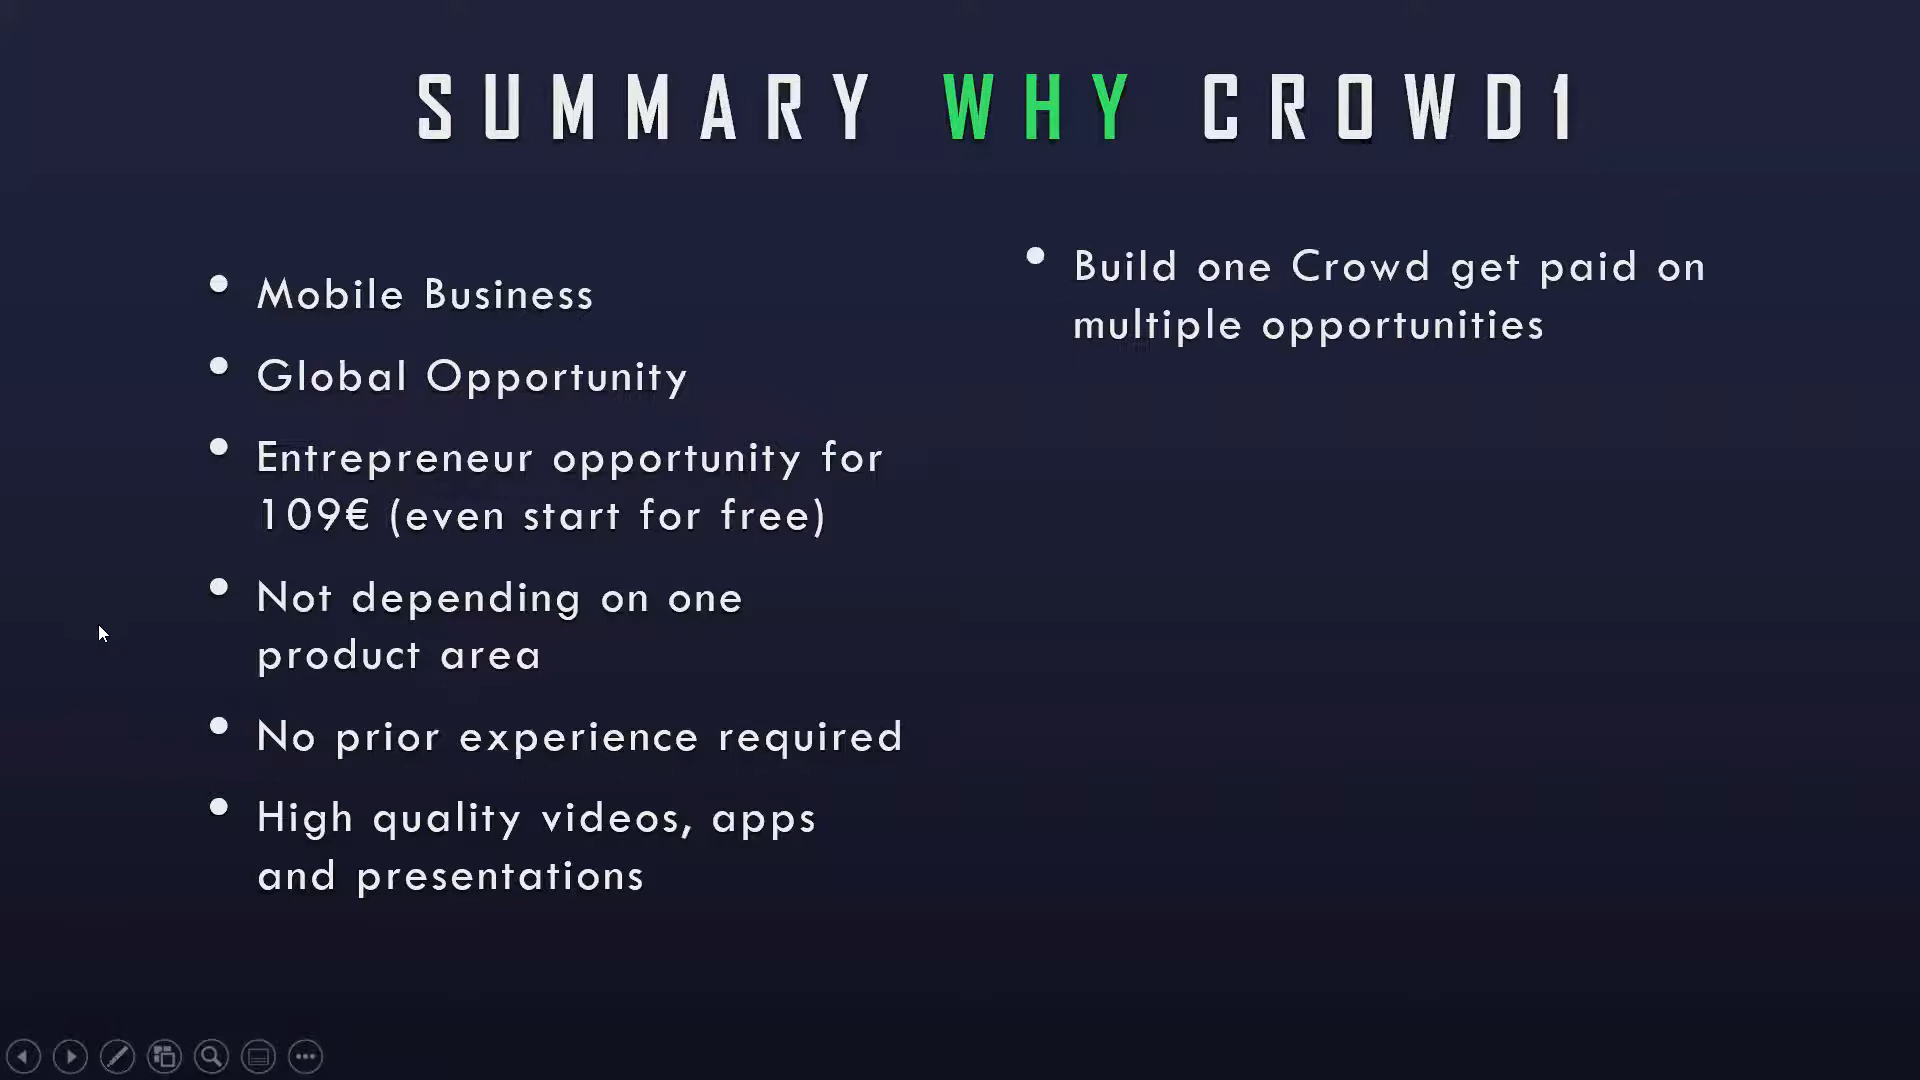 SUMMARY WHY CROWD1
• Mobile Business
• Global Opportunity
• Entrepreneur opportunity for
109€ (even start for free)
• Not depending on one
product area
• No prior experience required
• High quality videos, apps
and presentations
• Build one Crowd get paid on
multiple opportunities